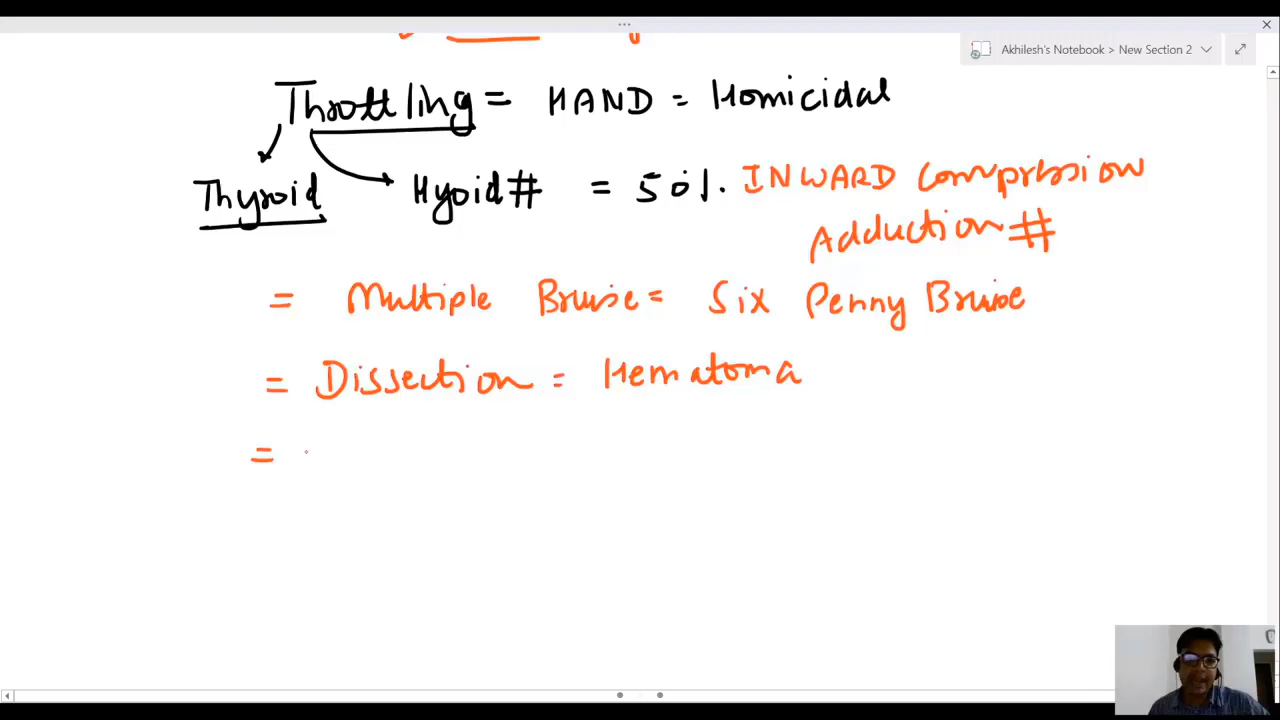 Akhilesh's Notebook > New Section 2
Throttling = HAND = Homicidal
Thyroid Hyoid# = 50%. INWARD Compression
Adduction #
= Multiple Bruise = Six Penny Bruise
= Dissection = Hematoma
=